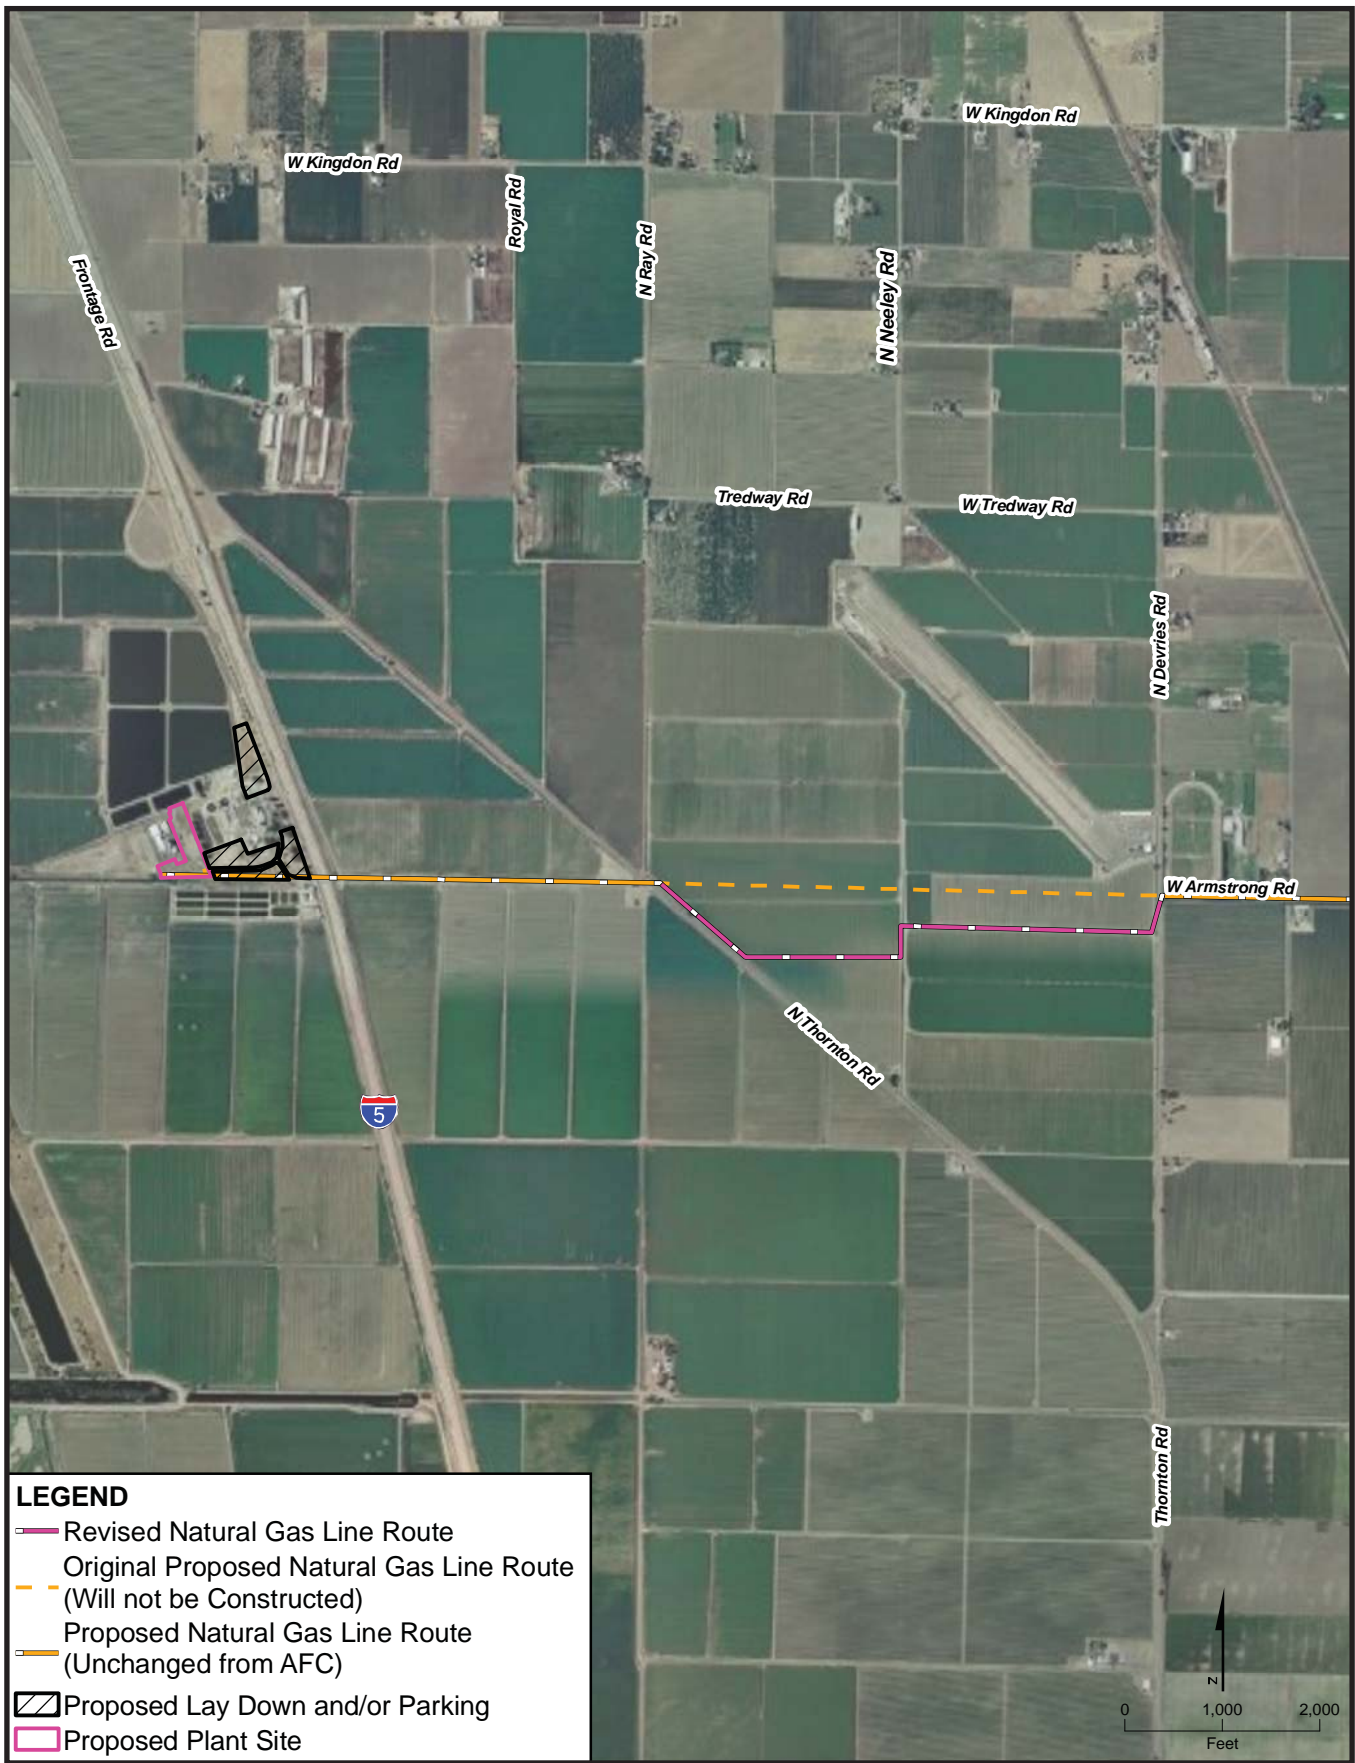 W Kingdon Rd
W Kingdon Rd
Royal Rd
N Ray Rd
N Neeley Rd
Frontage Rd
Tredway Rd
W Tredway Rd
N Devries Rd
W Armstrong Rd
N Thornton Rd
5
Thornton Rd
LEGEND
Revised Natural Gas Line Route
Original Proposed Natural Gas Line Route
(Will not be Constructed)
Proposed Natural Gas Line Route
(Unchanged from AFC)
Proposed Lay Down and/or Parking
Proposed Plant Site
N
0 1,000 2,000
Feet